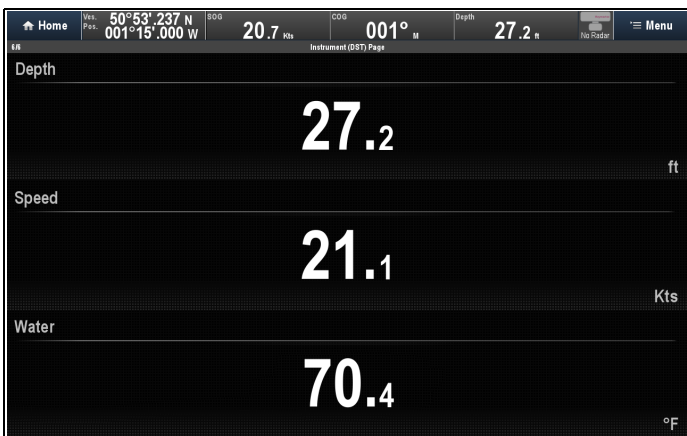 Home
Ves. Pos. 50°53'.237 N
001°15'.000 W
SOG 20.7 Kts
COG 001° M
Depth 27.2 ft
No Radar
Menu
6/6 Instrument (DST) Page
Depth
27.2
ft
Speed
21.1
Kts
Water
70.4
°F